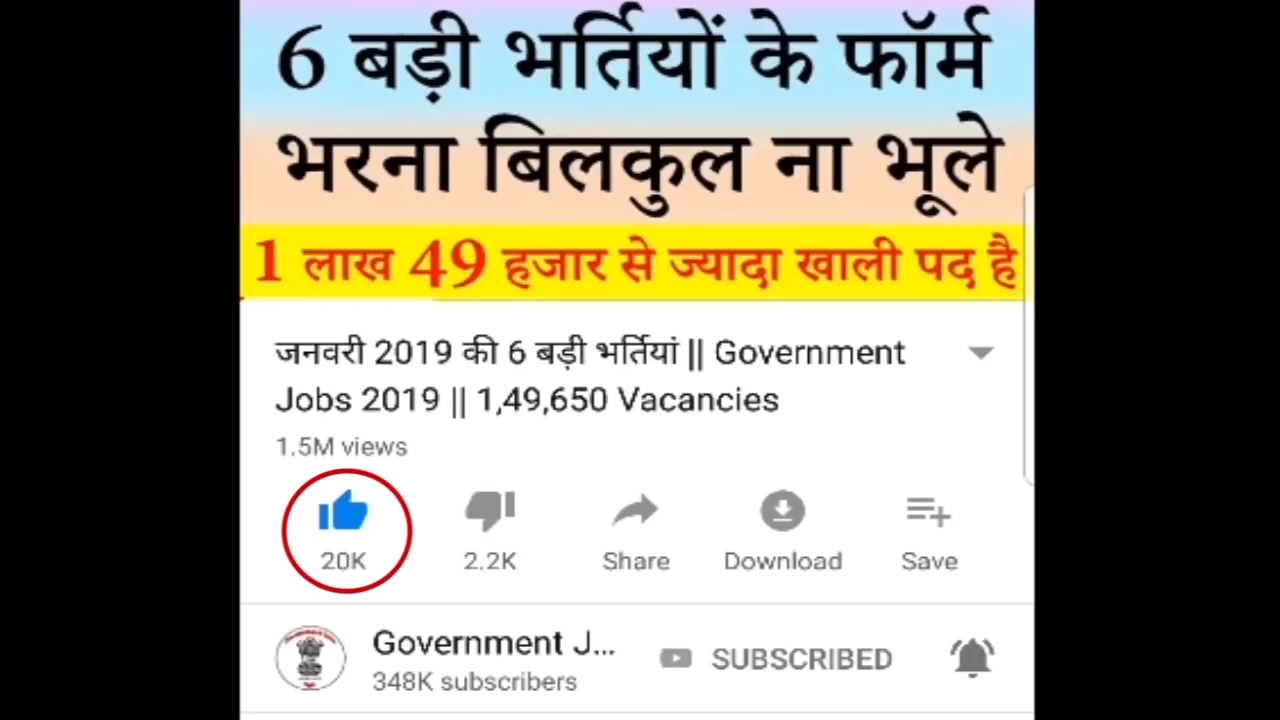 6 बड़ी भर्तियों के फॉर्म
भरना बिलकुल ना भूले
1 लाख 49 हजार से ज्यादा खाली पद है
जनवरी 2019 की 6 बड़ी भर्तियां || Government
Jobs 2019 || 1,49,650 Vacancies
1.5M views
20K 2.2K Share Download Save
Government J... SUBSCRIBED
348K subscribers